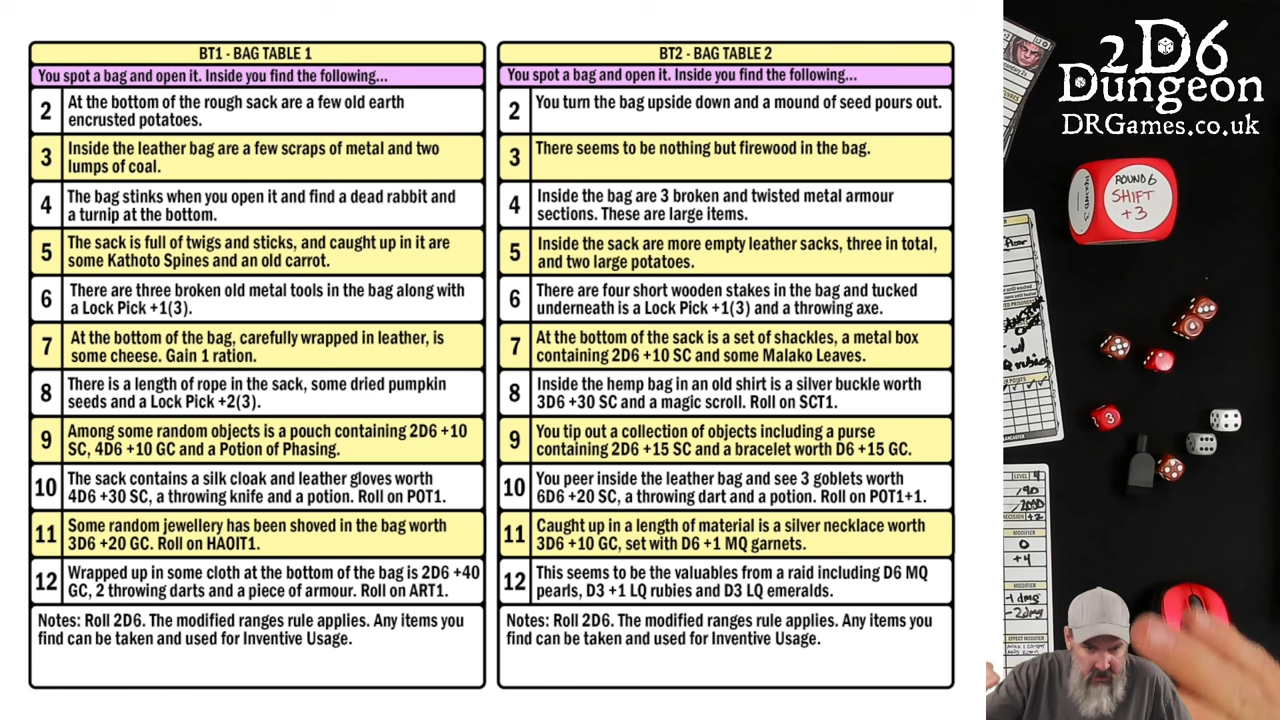 BT1 - BAG TABLE 1
You spot a bag and open it. Inside you find the following...
2
At the bottom of the rough sack are a few old earth
encrusted potatoes.
3
Inside the leather bag are a few scraps of metal and two
lumps of coal.
4
The bag stinks when you open it and find a dead rabbit and
a turnip at the bottom.
5
The sack is full of twigs and sticks, and caught up in it are
some Kathoto Spines and an old carrot.
6
There are three broken old metal tools in the bag along with
a Lock Pick +1(3).
7
At the bottom of the bag, carefully wrapped in leather, is
some cheese. Gain 1 ration.
8
There is a length of rope in the sack, some dried pumpkin
seeds and a Lock Pick +2(3).
9
Among some random objects is a pouch containing 2D6 +10
SC, 4D6 +10 GC and a Potion of Phasing.
10
The sack contains a silk cloak and leather gloves worth
4D6 +30 SC, a throwing knife and a potion. Roll on POT1.
11
Some random jewellery has been shoved in the bag worth
3D6 +20 GC. Roll on HAOIT1.
12
Wrapped up in some cloth at the bottom of the bag is 2D6 +40
GC, 2 throwing darts and a piece of armour. Roll on ART1.
Notes: Roll 2D6. The modified ranges rule applies. Any items you
find can be taken and used for Inventive Usage.
BT2 - BAG TABLE 2
You spot a bag and open it. Inside you find the following...
2
You turn the bag upside down and a mound of seed pours out.
3
There seems to be nothing but firewood in the bag.
4
Inside the bag are 3 broken and twisted metal armour
sections. These are large items.
5
Inside the sack are more empty leather sacks, three in total,
and two large potatoes.
6
There are four short wooden stakes in the bag and tucked
underneath is a Lock Pick +1(3) and a throwing axe.
7
At the bottom of the sack is a set of shackles, a metal box
containing 2D6 +10 SC and some Malako Leaves.
8
Inside the hemp bag in an old shirt is a silver buckle worth
3D6 +30 SC and a magic scroll. Roll on SCT1.
9
You tip out a collection of objects including a purse
containing 2D6 +15 SC and a bracelet worth D6 +15 GC.
10
You peer inside the leather bag and see 3 goblets worth
6D6 +20 SC, a throwing dart and a potion. Roll on POT1+1.
11
Caught up in a length of material is a silver necklace worth
3D6 +10 GC, set with D6 +1 MQ garnets.
12
This seems to be the valuables from a raid including D6 MQ
pearls, D3 +1 LQ rubies and D3 LQ emeralds.
Notes: Roll 2D6. The modified ranges rule applies. Any items you
find can be taken and used for Inventive Usage.
2D6
Dungeon
DRGames.co.uk
ROUND 6
SHIFT
+3
ROUND 3
3
LEVEL 4
+2
MODIFIER
0
+4
MODIFIER
EFFECT MODIFIER